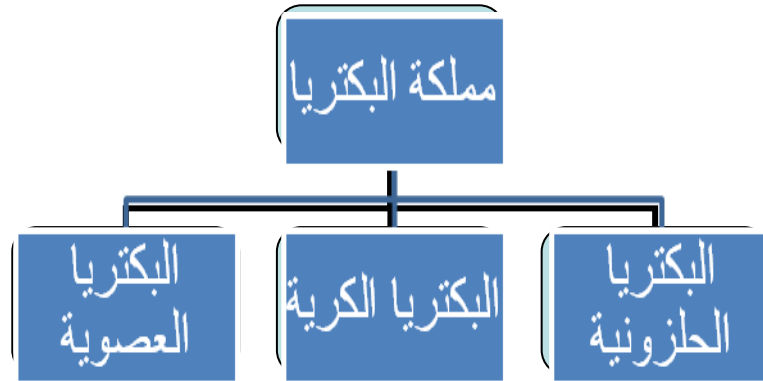 مملكة البكتريا
البكتريا
الحلزونية
البكتريا الكرية
البكتريا
العصوية